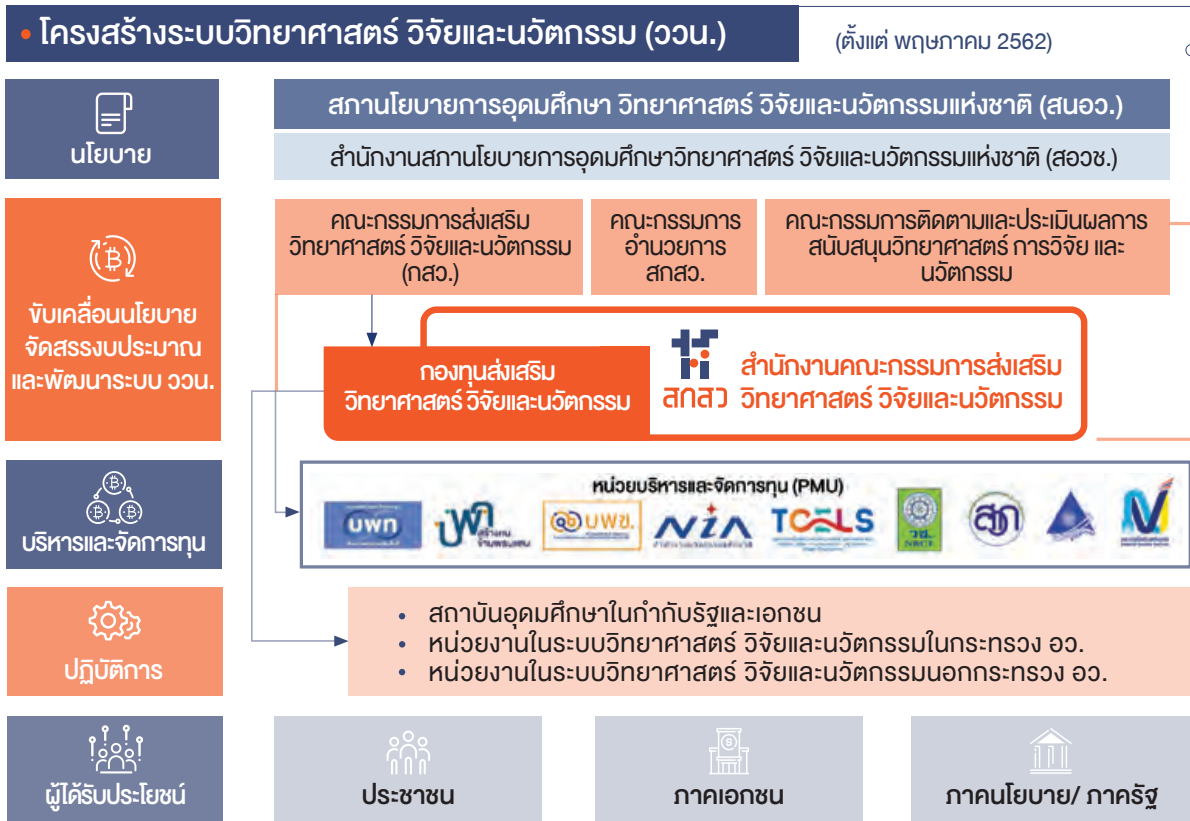 • โครงสร้างระบบวิทยาศาสตร์ วิจัยและนวัตกรรม (ววน.)
(ตั้งแต่ พฤษภาคม 2562)
นโยบาย
สภานโยบายการอุดมศึกษา วิทยาศาสตร์ วิจัยและนวัตกรรมแห่งชาติ (สนอว.)
สำนักงานสภานโยบายการอุดมศึกษาวิทยาศาสตร์ วิจัยและนวัตกรรมแห่งชาติ (สอวช.)
ขับเคลื่อนนโยบาย
จัดสรรงบประมาณ
และพัฒนาระบบ ววน.
คณะกรรมการส่งเสริม
วิทยาศาสตร์ วิจัยและนวัตกรรม
(กสว.)
คณะกรรมการ
อำนวยการ
สกสว.
คณะกรรมการติดตามและประเมินผลการ
สนับสนุนวิทยาศาสตร์ การวิจัย และ
นวัตกรรม
กองทุนส่งเสริม
วิทยาศาสตร์ วิจัยและนวัตกรรม
สกสว
สำนักงานคณะกรรมการส่งเสริม
วิทยาศาสตร์ วิจัยและนวัตกรรม
บริหารและจัดการทุน
หน่วยบริหารและจัดการทุน (PMU)
บพท
บพค
บพข.
NiA
TCELS
วช.
NRCT
สวก
ปฏิบัติการ
• สถาบันอุดมศึกษาในกำกับรัฐและเอกชน
• หน่วยงานในระบบวิทยาศาสตร์ วิจัยและนวัตกรรมในกระทรวง อว.
• หน่วยงานในระบบวิทยาศาสตร์ วิจัยและนวัตกรรมนอกกระทรวง อว.
ผู้ได้รับประโยชน์
ประชาชน
ภาคเอกชน
ภาคนโยบาย/ ภาครัฐ